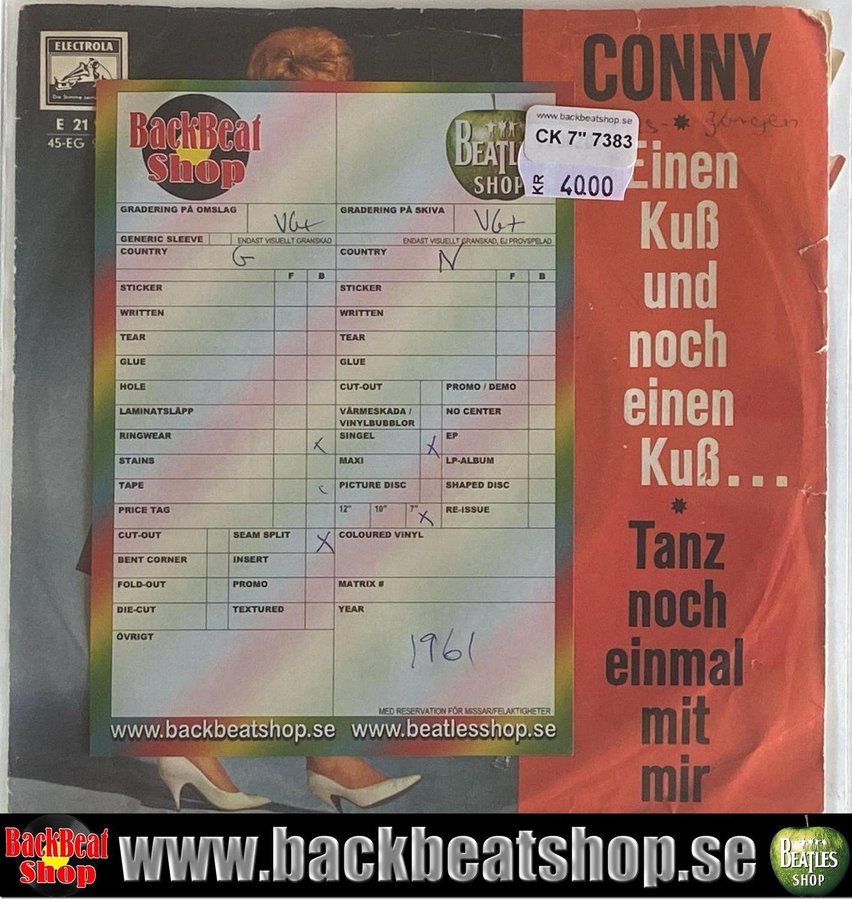 ELECTROLA
E 21
45-EG
CONNY
Jörgen
Einen
Kuß
und
noch
einen
Kuß...
*
Tanz
noch
einmal
mit
mir
www.backbeatshop.se
CK 7" 7383
KR 40.00
BackBeat
Shop
BEATLES
SHOP
GRADERING PÅ OMSLAG VG+ GRADERING PÅ SKIVA VG+
GENERIC SLEEVE ENDAST VISUELLT GRANSKAD ENDAST VISUELLT GRANSKAD, EJ PROVSPELAD
COUNTRY G COUNTRY N
F B F B
STICKER STICKER
WRITTEN WRITTEN
TEAR TEAR
GLUE GLUE
HOLE CUT-OUT PROMO / DEMO
LAMINATSLÄPP VÄRMESKADA / VINYLBUBBLOR NO CENTER
RINGWEAR X SINGEL X EP
STAINS MAXI LP-ALBUM
TAPE PICTURE DISC SHAPED DISC
PRICE TAG 12" 10" 7" X RE-ISSUE
CUT-OUT SEAM SPLIT X COLOURED VINYL
BENT CORNER INSERT
FOLD-OUT PROMO MATRIX #
DIE-CUT TEXTURED YEAR
ÖVRIGT 1961
MED RESERVATION FÖR MISSAR/FELAKTIGHETER
www.backbeatshop.se www.beatlesshop.se
BackBeat
Shop
www.backbeatshop.se
BEATLES
SHOP